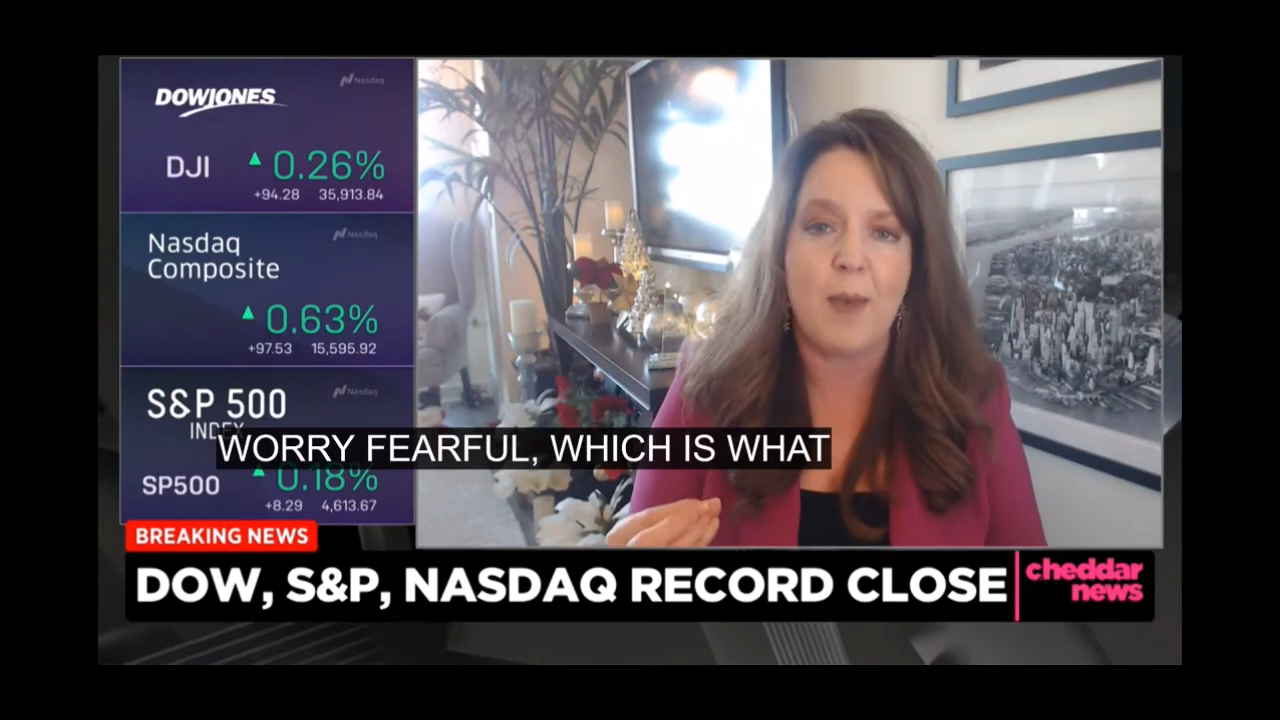 DOWJONES
Nasdaq
DJI ▲ 0.26%
+94.28 35,913.84
Nasdaq
Composite
Nasdaq
▲ 0.63%
+97.53 15,595.92
S&P 500
INDEX
Nasdaq
WORRY FEARFUL, WHICH IS WHAT
SP500 ▲ 0.18%
+8.29 4,613.67
BREAKING NEWS
DOW, S&P, NASDAQ RECORD CLOSE
cheddar
news